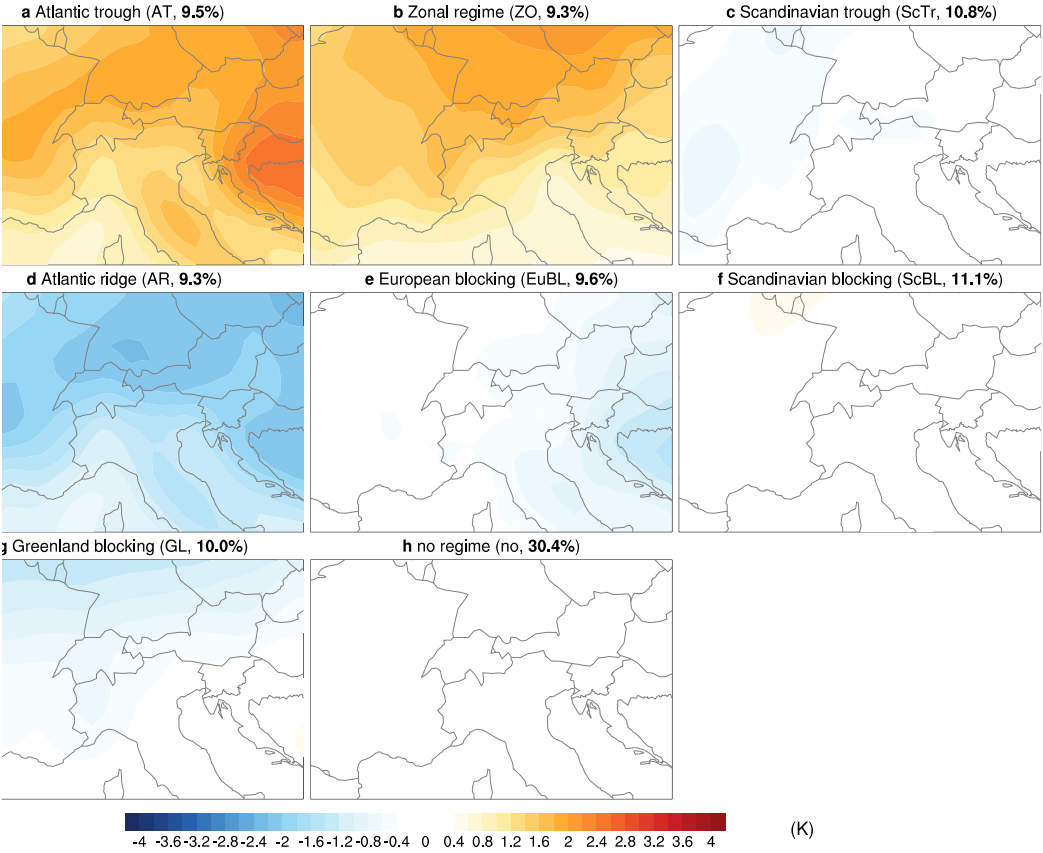 a Atlantic trough (AT, 9.5%)
b Zonal regime (ZO, 9.3%)
c Scandinavian trough (ScTr, 10.8%)
d Atlantic ridge (AR, 9.3%)
e European blocking (EuBL, 9.6%)
f Scandinavian blocking (ScBL, 11.1%)
g Greenland blocking (GL, 10.0%)
h no regime (no, 30.4%)
-4 -3.6 -3.2 -2.8 -2.4 -2 -1.6 -1.2 -0.8 -0.4 0 0.4 0.8 1.2 1.6 2 2.4 2.8 3.2 3.6 4
(K)